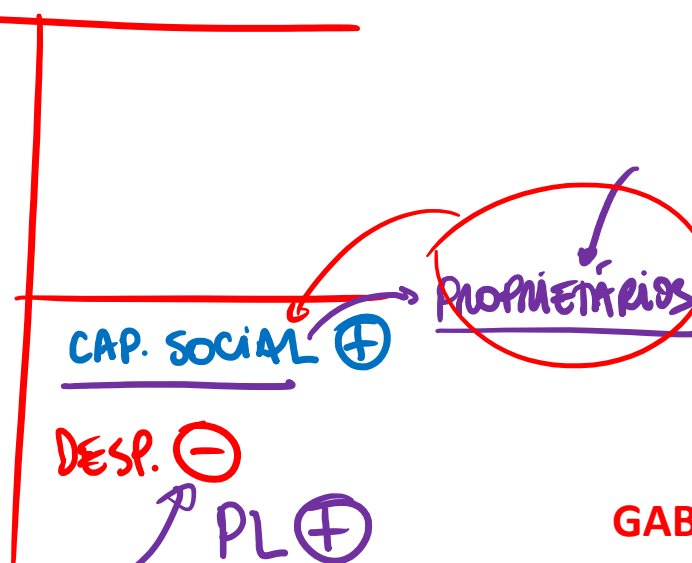 PROPRIETÁRIOS
CAP. SOCIAL +
DESP. -
PL +
GAB